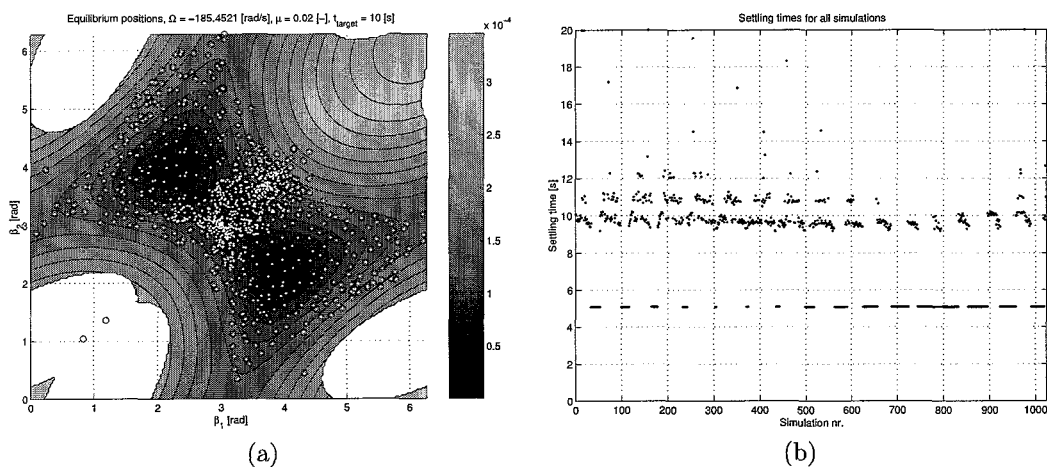 Equilibrium positions, Ω = −185.4521 [rad/s], μ = 0.02 [−], t_target = 10 [s]
x 10⁻⁴
6
5
4
3
2
1
0
β₂ [rad]
0 1 2 3 4 5 6
β₁ [rad]
3
2.5
2
1.5
1
0.5
(a)
Settling times for all simulations
20
18
16
14
12
10
8
6
4
2
0
Settling time [s]
0 100 200 300 400 500 600 700 800 900 1000
Simulation nr.
(b)